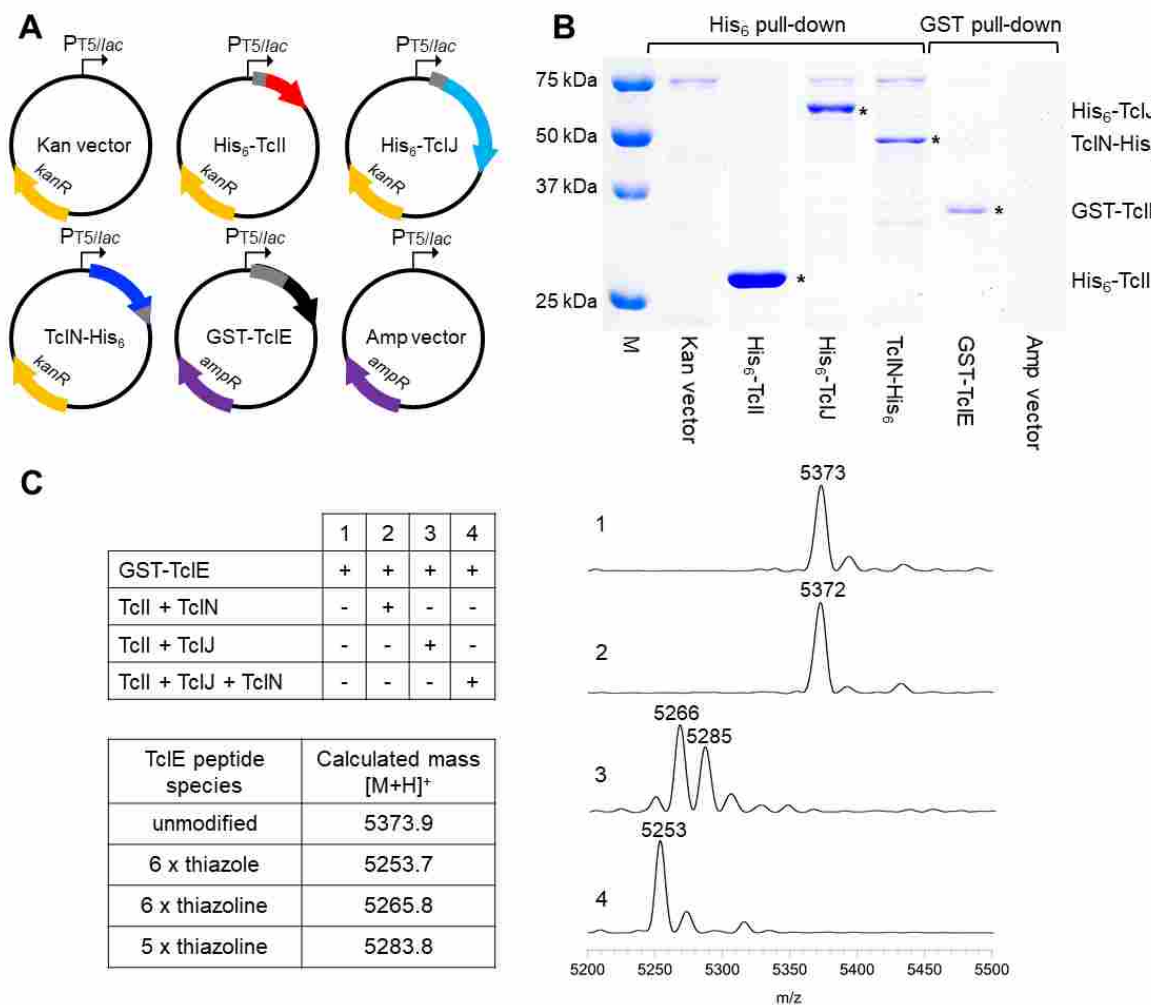 A
PT5/lac
PT5/lac
PT5/lac
Kan vector
His6-TclI
His6-TclJ
kanR
kanR
kanR
PT5/lac
PT5/lac
PT5/lac
TclN-His6
GST-TclE
Amp vector
kanR
ampR
ampR
B
His6 pull-down
GST pull-down
75 kDa
50 kDa
37 kDa
25 kDa
*
*
*
*
His6-TclJ
TclN-His
GST-Tcl
His6-TclI
M
Kan vector
His6-TclI
His6-TclJ
TclN-His6
GST-TclE
Amp vector
C
1 2 3 4
GST-TclE + + + +
TclI + TclN - + - -
TclI + TclJ - - + -
TclI + TclJ + TclN - - - +
TclE peptide species Calculated mass [M+H]+
unmodified 5373.9
6 x thiazole 5253.7
6 x thiazoline 5265.8
5 x thiazoline 5283.8
1
5373
2
5372
3
5266
5285
4
5253
5200 5250 5300 5350 5400 5450 5500
m/z